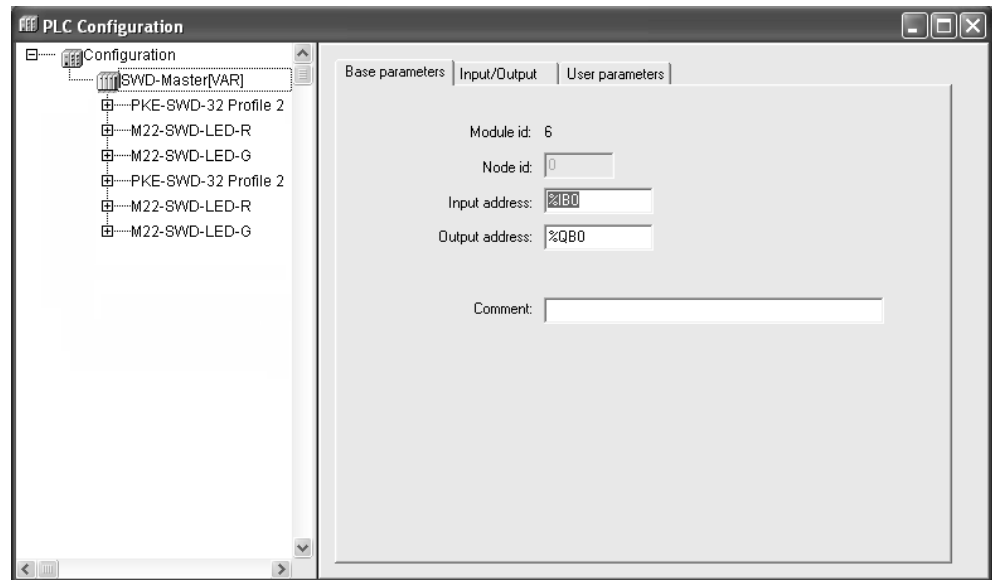 PLC Configuration
Configuration
SWD-Master[VAR]
PKE-SWD-32 Profile 2
M22-SWD-LED-R
M22-SWD-LED-G
PKE-SWD-32 Profile 2
M22-SWD-LED-R
M22-SWD-LED-G
Base parameters Input/Output User parameters
Module id: 6
Node id: 0
Input address: %IB0
Output address: %QB0
Comment: